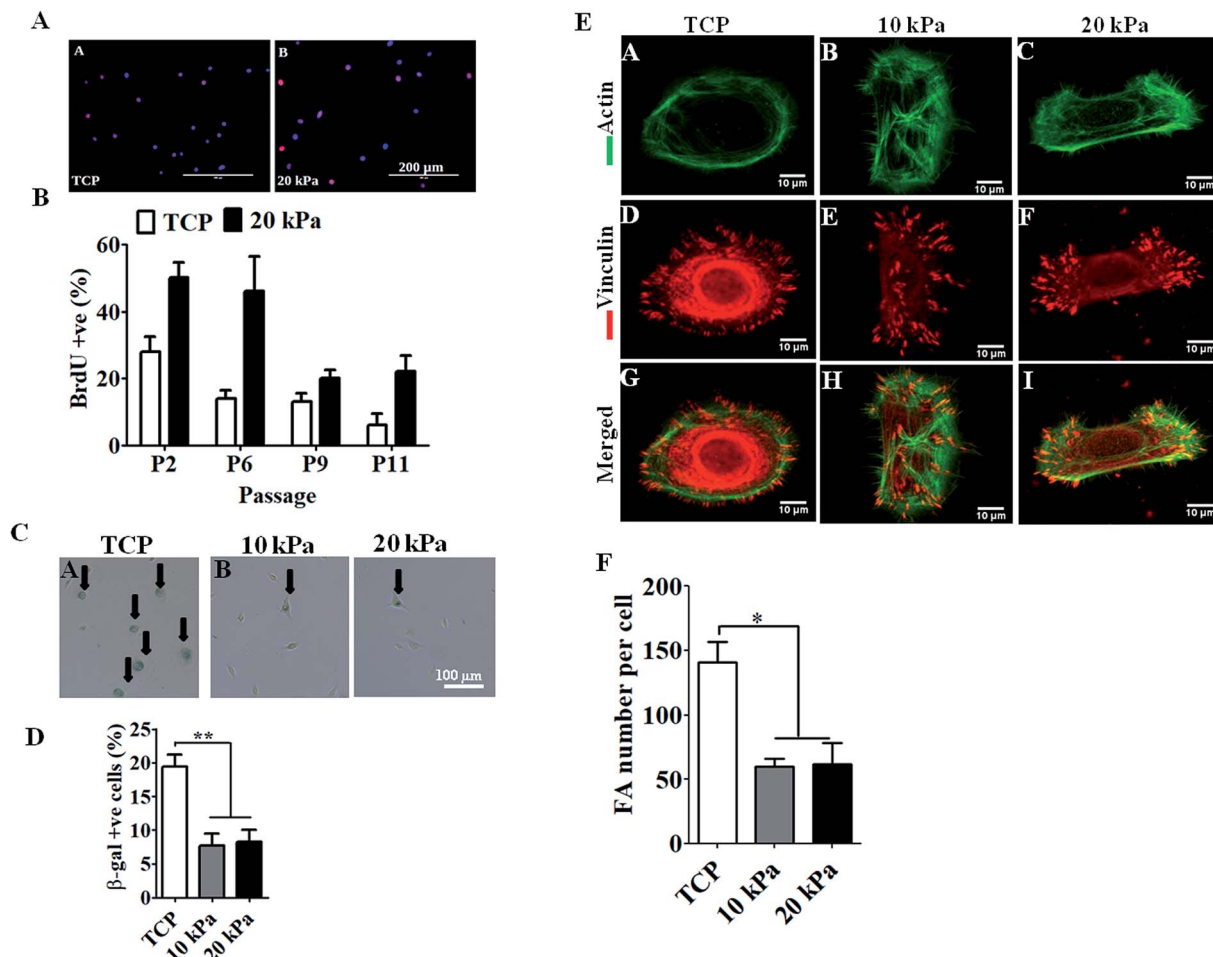 A
A
TCP
B
20 kPa
200 µm
B
TCP
20 kPa
BrdU +ve (%)
60
40
20
0
P2 P6 P9 P11
Passage
C
TCP 10 kPa 20 kPa
A
B
100 µm
D
β-gal +ve cells (%)
25
20
15
10
5
0
**
TCP
10 kPa
20 kPa
E
TCP 10 kPa 20 kPa
Actin
A
10 µm
B
10 µm
C
10 µm
Vinculin
D
10 µm
E
10 µm
F
10 µm
Merged
G
10 µm
H
10 µm
I
10 µm
F
FA number per cell
200
150
100
50
0
*
TCP
10 kPa
20 kPa